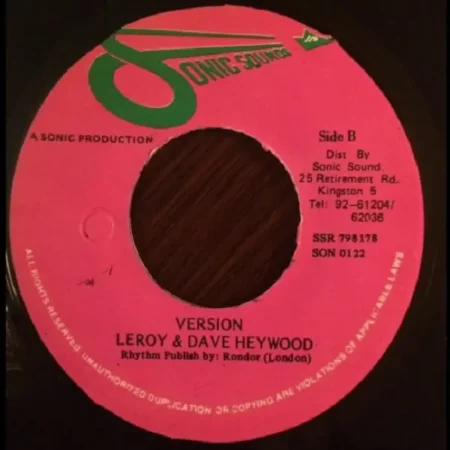 SONIC SOUNDS
A SONIC PRODUCTION
Side B
Dist By
Sonic Sound
25 Retirement Rd.
Kingston 5
Tel: 92-61204/
62036
SSR 798178
SON 0122
VERSION
LEROY & DAVE HEYWOOD
Rhythm Publish by: Rondor (London)
ALL RIGHTS RESERVED. UNAUTHORIZED DUPLICATION OR COPYING ARE VIOLATIONS OF APPLICABLE LAWS